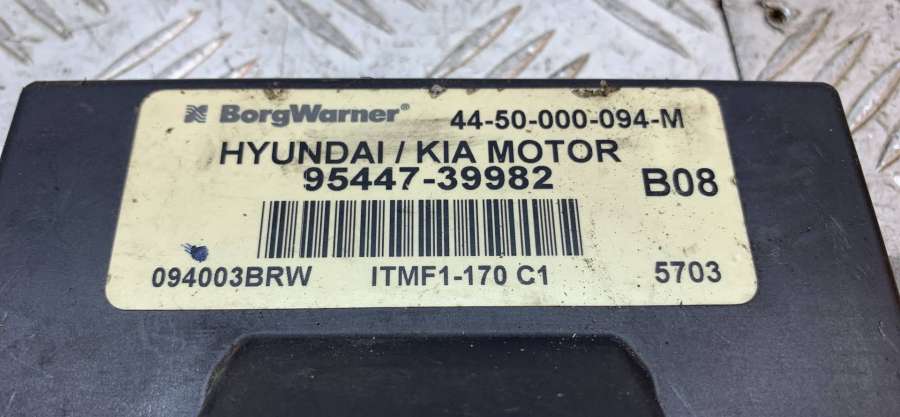 BorgWarner® 44-50-000-094-M
HYUNDAI / KIA MOTOR
95447-39982 B08
094003BRW ITMF1-170 C1 5703